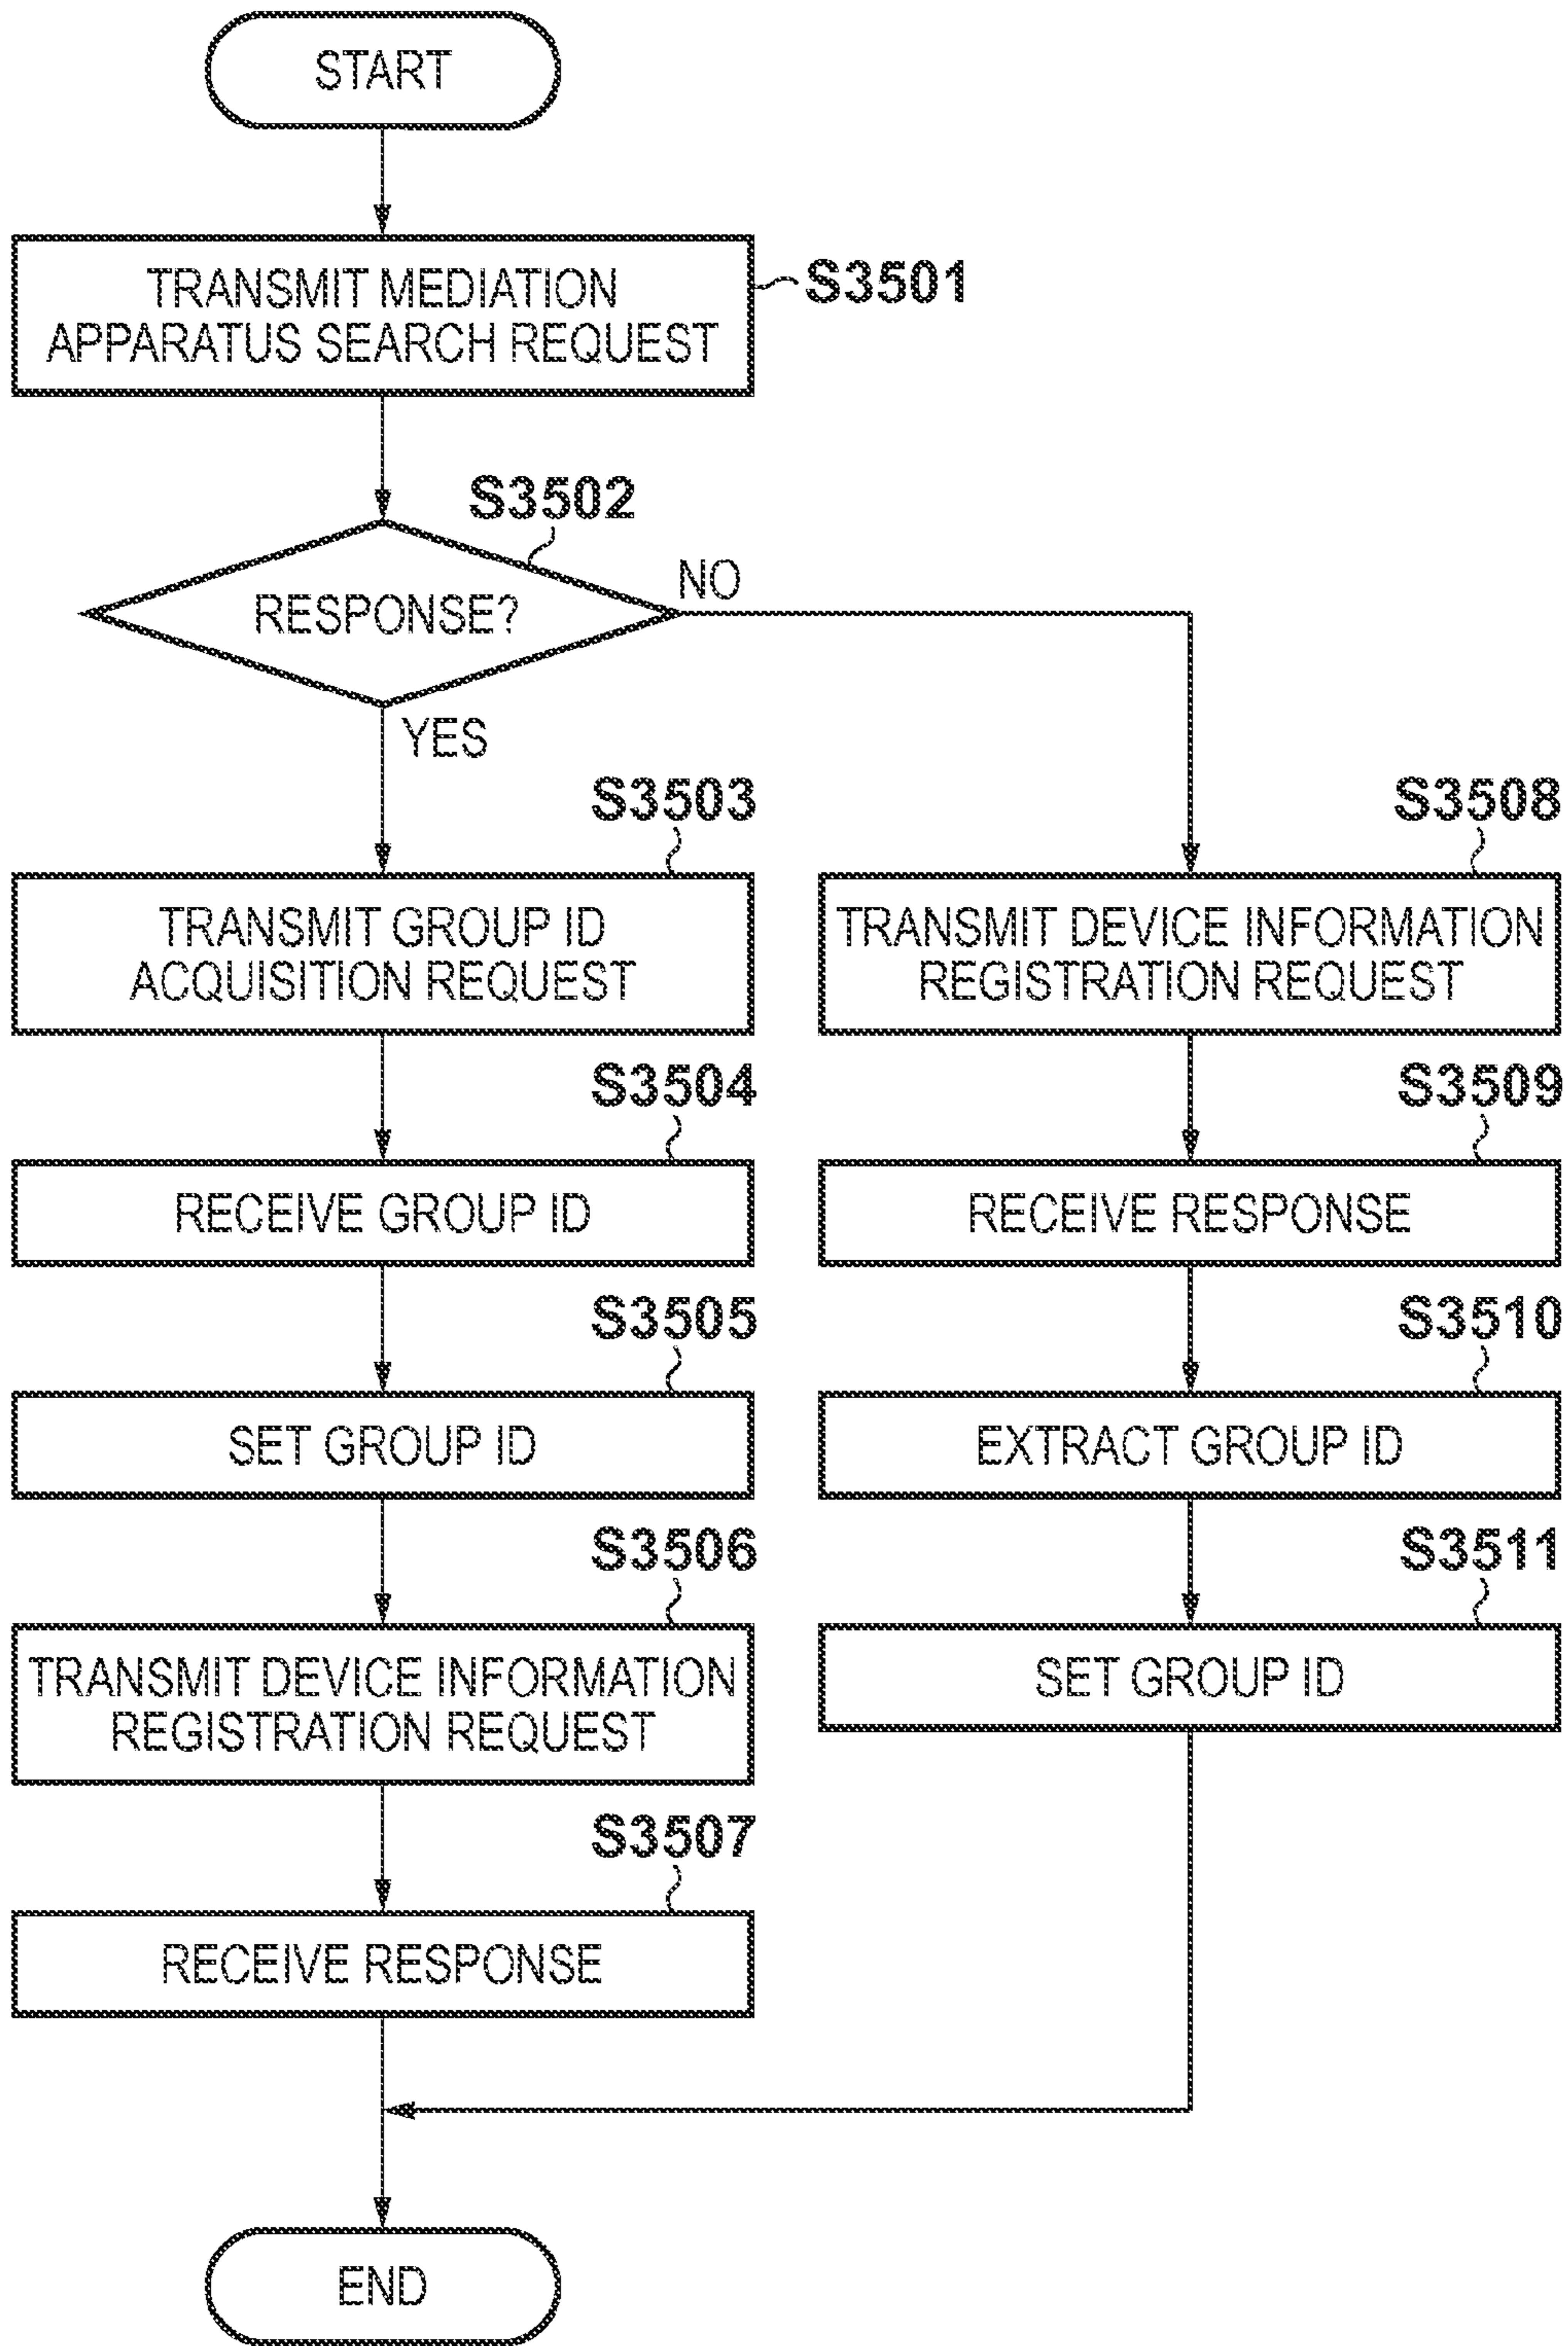 START
TRANSMIT MEDIATION
APPARATUS SEARCH REQUEST
S3501
S3502
RESPONSE?
NO
YES
S3503
TRANSMIT GROUP ID
ACQUISITION REQUEST
S3504
RECEIVE GROUP ID
S3505
SET GROUP ID
S3506
TRANSMIT DEVICE INFORMATION
REGISTRATION REQUEST
S3507
RECEIVE RESPONSE
S3508
TRANSMIT DEVICE INFORMATION
REGISTRATION REQUEST
S3509
RECEIVE RESPONSE
S3510
EXTRACT GROUP ID
S3511
SET GROUP ID
END